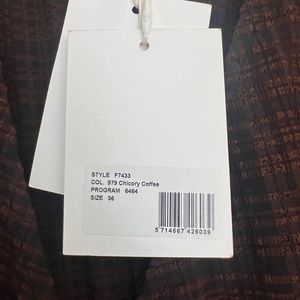 STYLE F7433
COL. 979 Chicory Coffee
PROGRAM 6464
SIZE 36
5 714667 426039